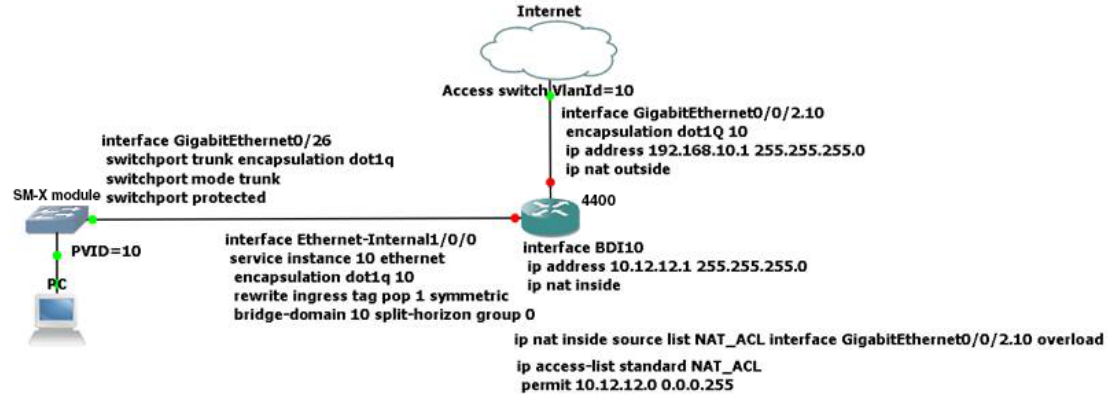 Internet
Access switch VlanId=10
interface GigabitEthernet0/0/2.10
encapsulation dot1Q 10
ip address 192.168.10.1 255.255.255.0
ip nat outside
interface GigabitEthernet0/26
switchport trunk encapsulation dot1q
switchport mode trunk
switchport protected
SM-X module
4400
PVID=10
PC
interface Ethernet-Internal1/0/0
service instance 10 ethernet
encapsulation dot1q 10
rewrite ingress tag pop 1 symmetric
bridge-domain 10 split-horizon group 0
interface BDI10
ip address 10.12.12.1 255.255.255.0
ip nat inside
ip nat inside source list NAT_ACL interface GigabitEthernet0/0/2.10 overload
ip access-list standard NAT_ACL
permit 10.12.12.0 0.0.0.255